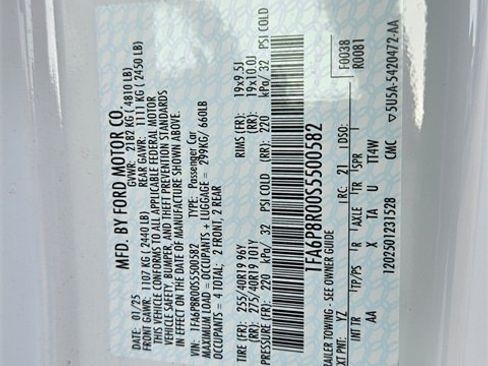 MFD. BY FORD MOTOR CO.
DATE: 01/25 GVWR: 2182 KG ( 4810 LB)
FRONT GAWR: 1107 KG ( 2440 LB) REAR GAWR: 1111 KG ( 2450 LB)
THIS VEHICLE CONFORMS TO ALL APPLICABLE FEDERAL MOTOR
VEHICLE SAFETY, BUMPER, AND THEFT PREVENTION STANDARDS
IN EFFECT ON THE DATE OF MANUFACTURE SHOWN ABOVE.
VIN: 1FA6P8R00S5500582 TYPE: Passenger Car
MAXIMUM LOAD = OCCUPANTS + LUGGAGE = 299KG/ 660LB
OCCUPANTS = 4 TOTAL; 2 FRONT, 2 REAR
TIRE (FR): 255/40R19 96Y RIMS (FR): 19x9.5J
(RR): 275/40R19 (RR): 19x10.0J
PRESSURE (FR): 220 kPa/ 32 PSI COLD (RR): 220 kPa/ 32 PSI COLD
1FA6P8R00S5500582
TRAILER TOWING - SEE OWNER GUIDE F0038
EXT PNT: YZ RC: 21 DSO: R0081
INT TR TP/PS R AXLE TR SPR
AA X TA U TT4W
1202501231528 CMC ▽5U5A-5420472-AA